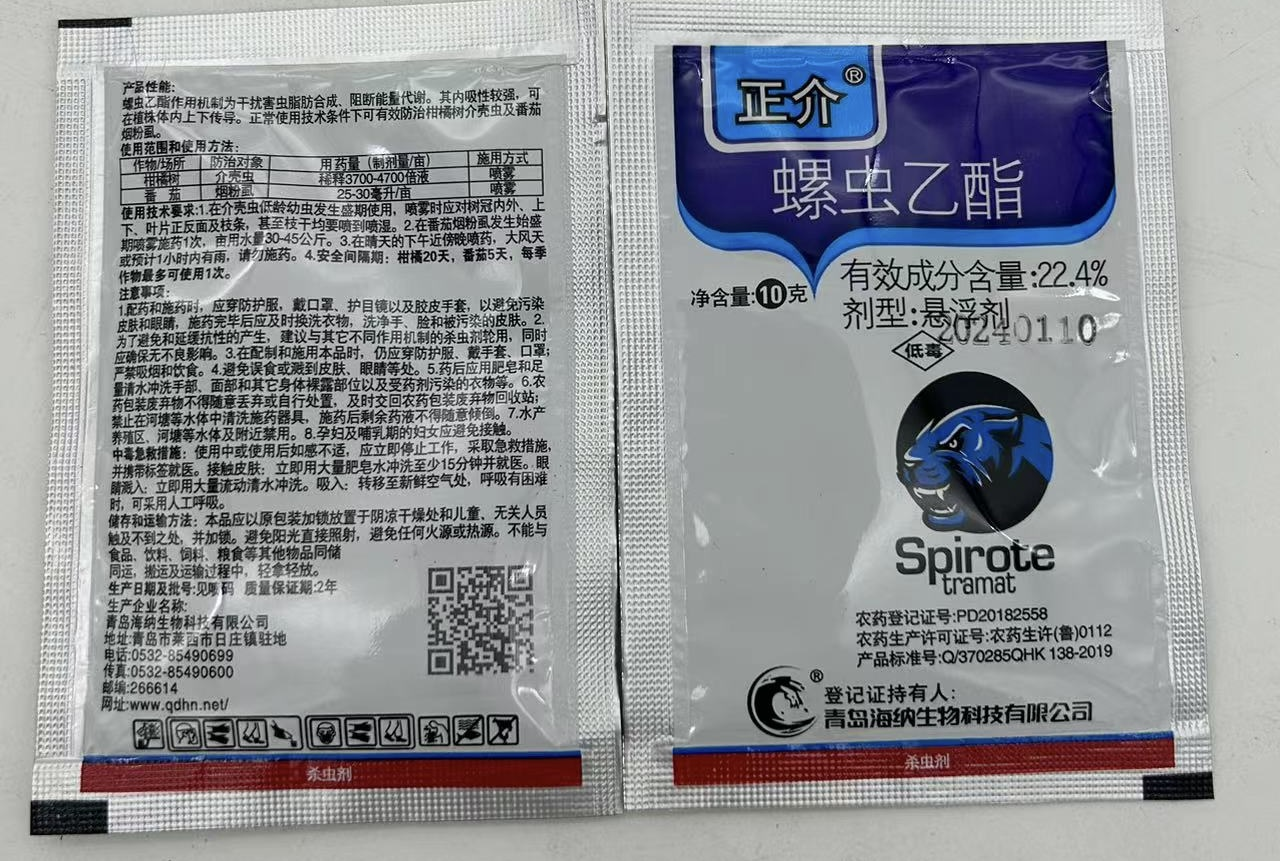 产品性能:
螺虫乙酯作用机制为干扰害虫脂肪合成、阻断能量代谢。其内吸性较强，可
在植株体内上下传导。正常使用技术条件下可有效防治柑橘树介壳虫及番茄
烟粉虱。
使用范围和使用方法:
作物/场所 防治对象 用药量（制剂量/亩） 施用方式
柑橘树 介壳虫 稀释3700-4700倍液 喷雾
番 茄 烟粉虱 25-30毫升/亩 喷雾
使用技术要求:1.在介壳虫低龄幼虫发生盛期使用，喷雾时应对树冠内外、上
下、叶片正反面及枝条，甚至枝干均要喷到喷湿。2.在番茄烟粉虱发生始盛
期喷雾施药1次，亩用水量30-45公斤。3.在晴天的下午近傍晚喷药，大风天
或预计1小时内有雨，请勿施药。4.安全间隔期：柑橘20天，番茄5天，每季
作物最多可使用1次。
注意事项：
1.配药和施药时，应穿防护服，戴口罩、护目镜以及胶皮手套，以避免污染
皮肤和眼睛，施药完毕后应及时换洗衣物，洗净手、脸和被污染的皮肤。2.
为了避免和延缓抗性的产生，建议与其它不同作用机制的杀虫剂轮用，同时
应确保无不良影响。3.在配制和施用本品时，仍应穿防护服、戴手套、口罩；
严禁吸烟和饮食。4.避免误食或溅到皮肤、眼睛等处。5.药后应用肥皂和足
量清水冲洗手部、面部和其它身体裸露部位以及受药剂污染的衣物等。6.农
药包装废弃物不得随意丢弃或自行处置，及时交回农药包装废弃物回收站；
禁止在河塘等水体中清洗施药器具，施药后剩余药液不得随意倾倒。7.水产
养殖区、河塘等水体及附近禁用。8.孕妇及哺乳期的妇女应避免接触。
中毒急救措施：使用中或使用后如感不适，应立即停止工作，采取急救措施，
并携带标签就医。接触皮肤：立即用大量肥皂水冲洗至少15分钟并就医。眼
睛溅入：立即用大量流动清水冲洗。吸入：转移至新鲜空气处，呼吸有困难
时，可采用人工呼吸。
储存和运输方法：本品应以原包装加锁放置于阴凉干燥处和儿童、无关人员
触及不到之处，并加锁。避免阳光直接照射，避免任何火源或热源。不能与
食品、饮料、饲料、粮食等其他物品同储
同运，搬运及运输过程中，轻拿轻放。
生产日期及批号:见喷码 质量保证期:2年
生产企业名称:
青岛海纳生物科技有限公司
地址:青岛市莱西市日庄镇驻地
电话:0532-85490699
传真:0532-85490600
邮编:266614
网址:www.qdhn.net/
杀虫剂
正介®
螺虫乙酯
有效成分含量:22.4%
净含量:10克
剂型:悬浮剂
20240110
低毒
Spirote
tramat
农药登记证号:PD20182558
农药生产许可证号:农药生许(鲁)0112
产品标准号:Q/370285QHK 138-2019
®
登记证持有人:
青岛海纳生物科技有限公司
杀虫剂